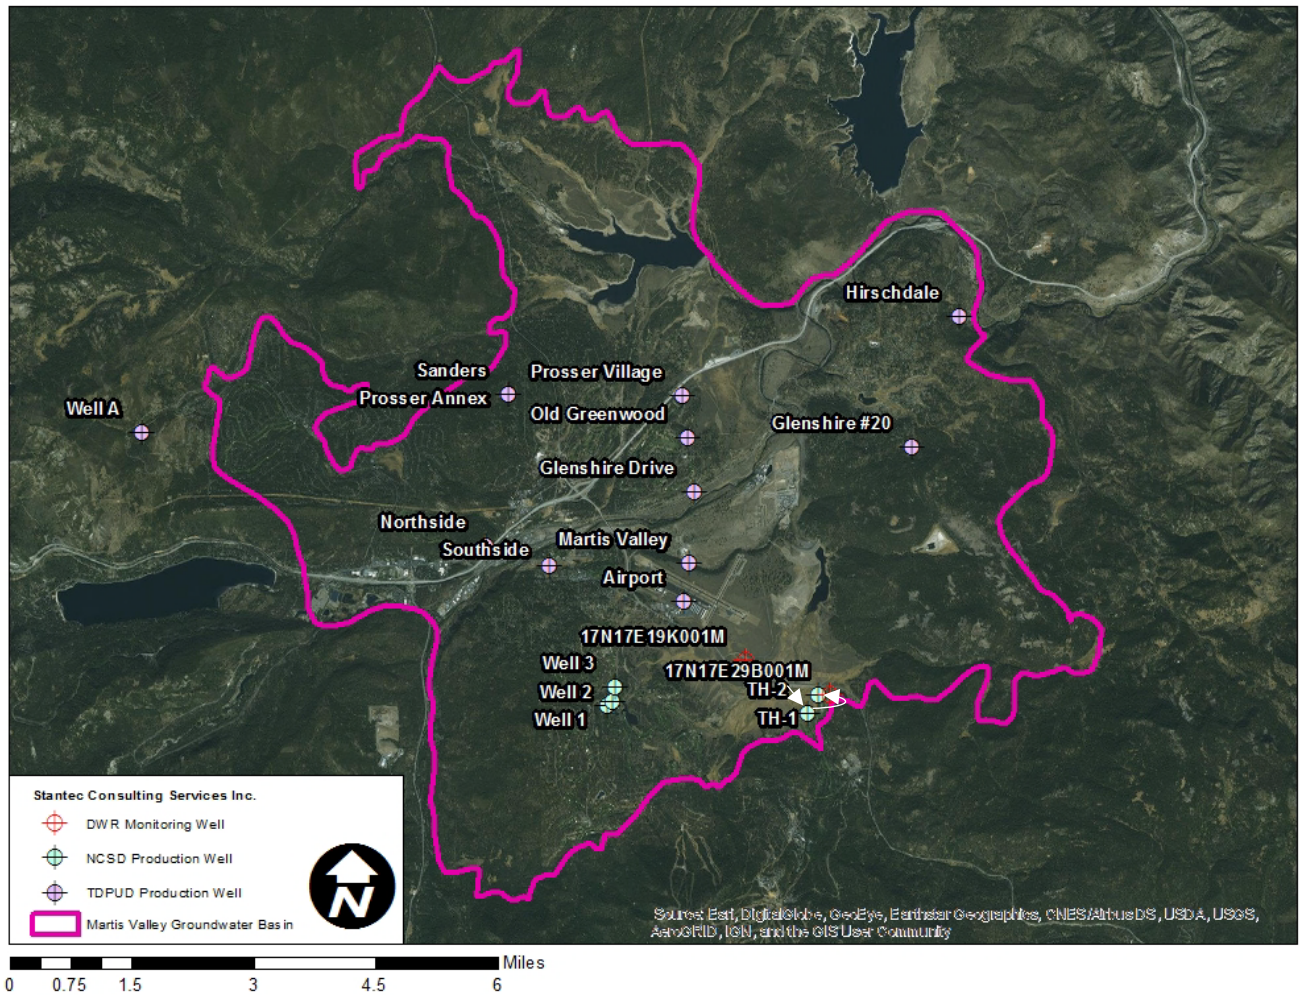 Hirschdale
Sanders
Prosser Village
Prosser Annex
Well A
Old Greenwood
Glenshire #20
Glenshire Drive
Northside
Martis Valley
Southside
Airport
17N17E19K001M
Well 3
17N17E29B001M
Well 2
TH-2
Well 1
TH-1
Stantec Consulting Services Inc.
DWR Monitoring Well
NCSD Production Well
TDPUD Production Well
Martis Valley Groundwater Basin
N
Source: Esri, DigitalGlobe, GeoEye, Earthstar Geographics, CNES/Airbus DS, USDA, USGS,
AeroGRID, IGN, and the GIS User Community
Miles
0 0.75 1.5 3 4.5 6